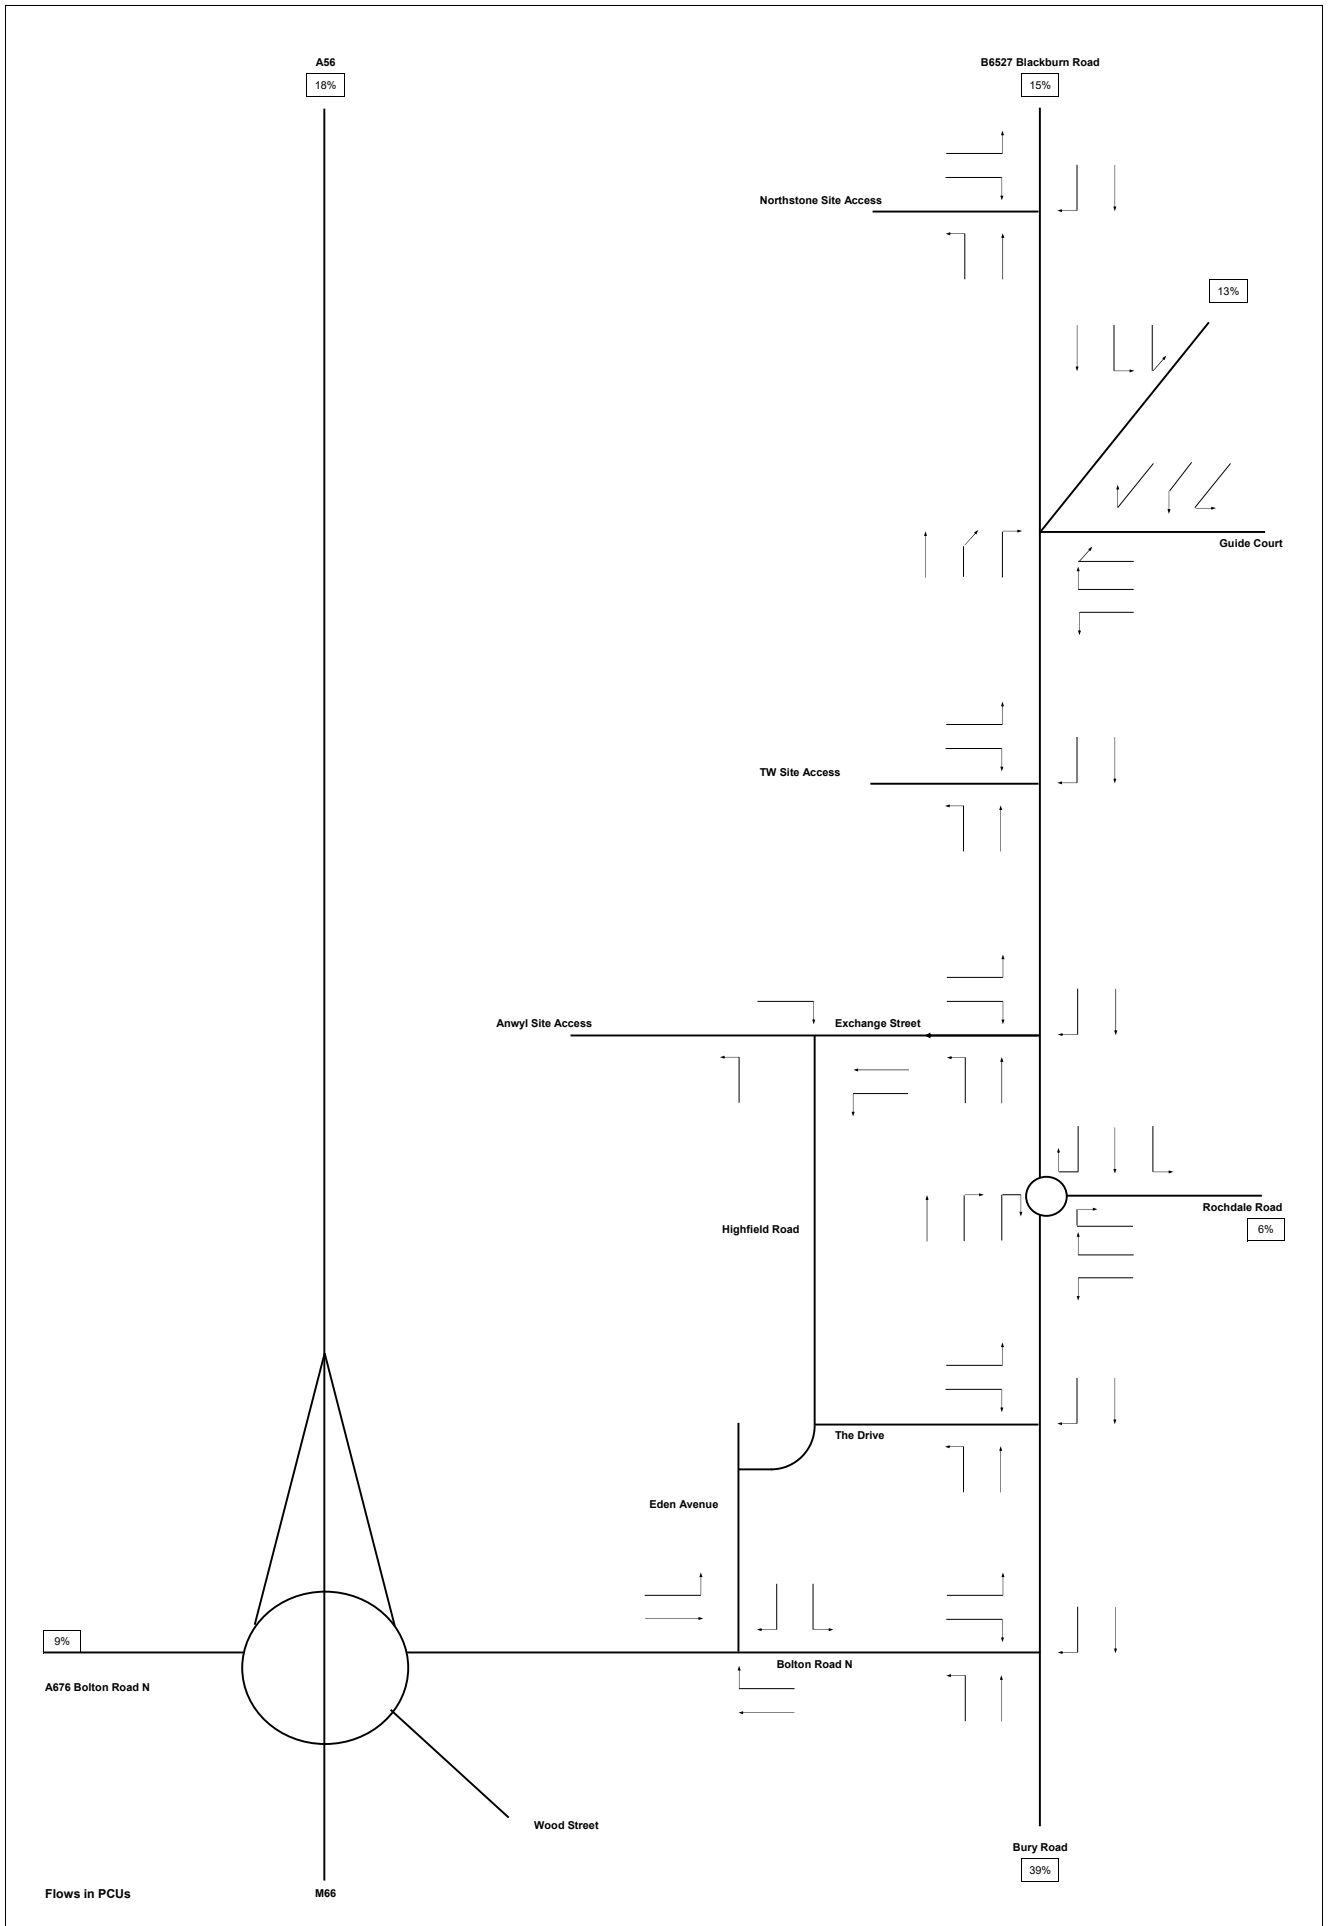 A56
B6527 Blackburn Road
18%
15%
Northstone Site Access
13%
Guide Court
TW Site Access
Anwyl Site Access
Exchange Street
Rochdale Road
6%
Highfield Road
The Drive
Eden Avenue
9%
Bolton Road N
A676 Bolton Road N
Wood Street
Bury Road
39%
Flows in PCUs
M66